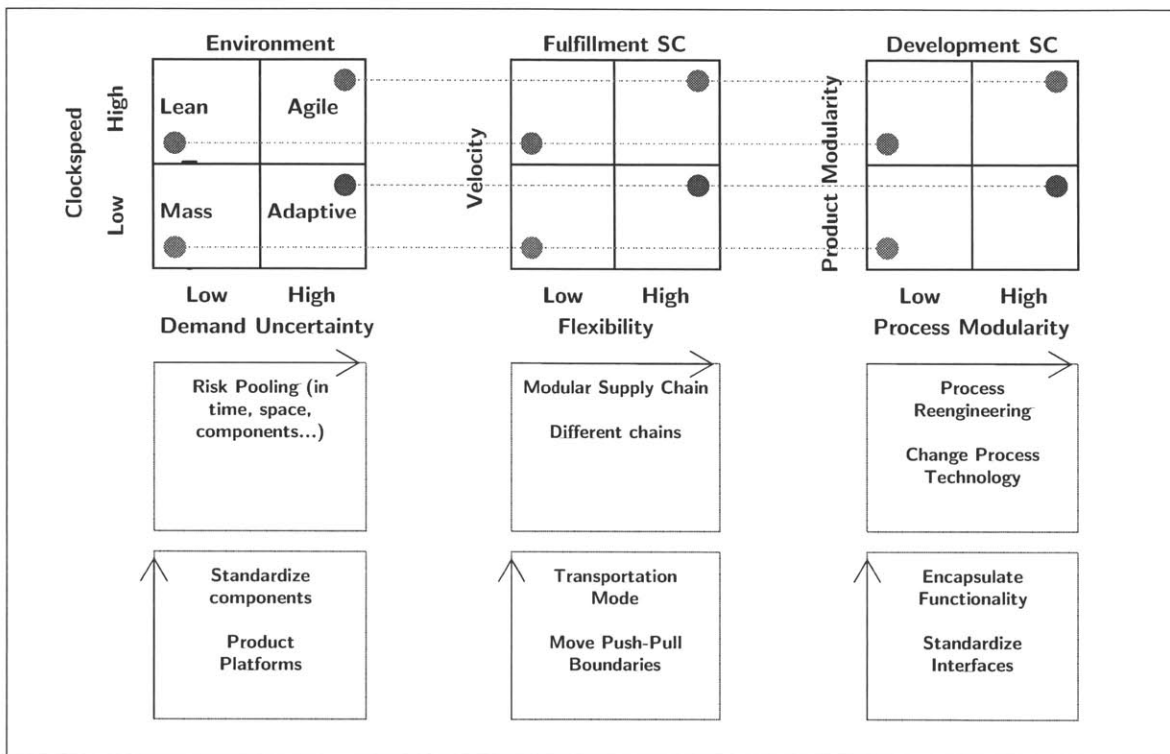 Environment
Fulfillment SC
Development SC
Clockspeed
High
Low
Lean
Agile
Mass
Adaptive
Velocity
Product Modularity
Low
High
Demand Uncertainty
Low
High
Flexibility
Low
High
Process Modularity
Risk Pooling (in
time, space,
components...)
Modular Supply Chain
Different chains
Process
Reengineering
Change Process
Technology
Standardize
components
Product
Platforms
Transportation
Mode
Move Push-Pull
Boundaries
Encapsulate
Functionality
Standardize
Interfaces